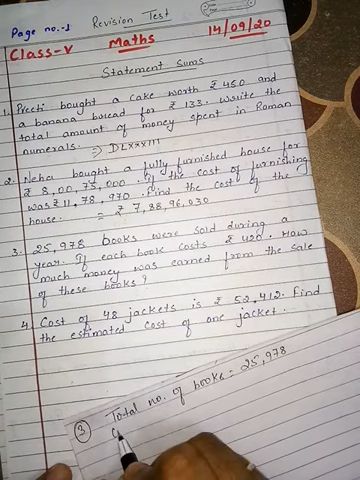 Page no.-1 Revision Test
Class-V Maths 14/09/20
Statement Sums
1. Preeti bought a cake worth ₹ 450 and
a banana bread for ₹ 133. Write the
total amount of money spent in Roman
numerals. ⇒ DLXXXIII
2. Neha bought a fully furnished house for
₹ 8,00,75,000. If the cost of furnishing
was ₹ 11,78,970. Find the cost of the
house. = ₹ 7,88,96,030
3. 25,978 books were sold during a
year. If each book costs ₹ 420. How
much money was earned from the sale
of these books?
4. Cost of 48 jackets is ₹ 52,412. Find
the estimated cost of one jacket.
③ Total no. of books = 25,978